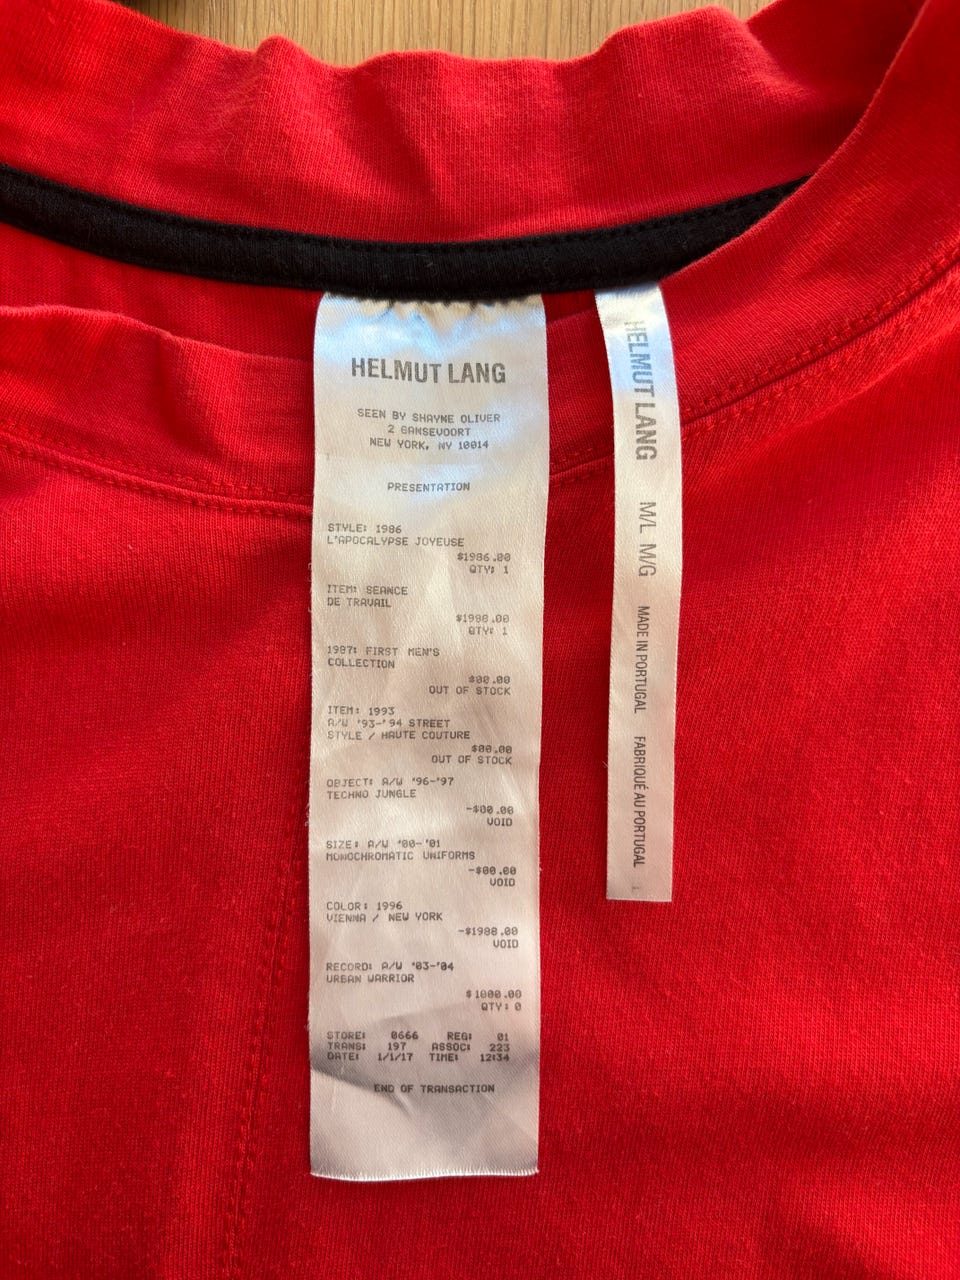 HELMUT LANG
SEEN BY SHAYNE OLIVER
2 GANSEVOORT
NEW YORK, NY 10014
PRESENTATION
STYLE: 1986
L'APOCALYPSE JOYEUSE
$1986.00
QTY: 1
ITEM: SEANCE
DE TRAVAIL
$1988.00
QTY: 1
1987: FIRST MEN'S
COLLECTION
$00.00
OUT OF STOCK
ITEM: 1993
A/W '93-'94 STREET
STYLE / HAUTE COUTURE
$00.00
OUT OF STOCK
OBJECT: A/W '96-'97
TECHNO JUNGLE
-$00.00
VOID
SIZE: A/W '00-'01
MONOCHROMATIC UNIFORMS
-$00.00
VOID
COLOR: 1996
VIENNA / NEW YORK
-$1988.00
VOID
RECORD: A/W '03-'04
URBAN WARRIOR
$1000.00
QTY: 0
STORE: 0666 REG: 01
TRANS: 197 ASSOC: 223
DATE: 1/1/17 TIME: 12:34
END OF TRANSACTION
HELMUT LANG M/L M/G MADE IN PORTUGAL FABRIQUÉ AU PORTUGAL